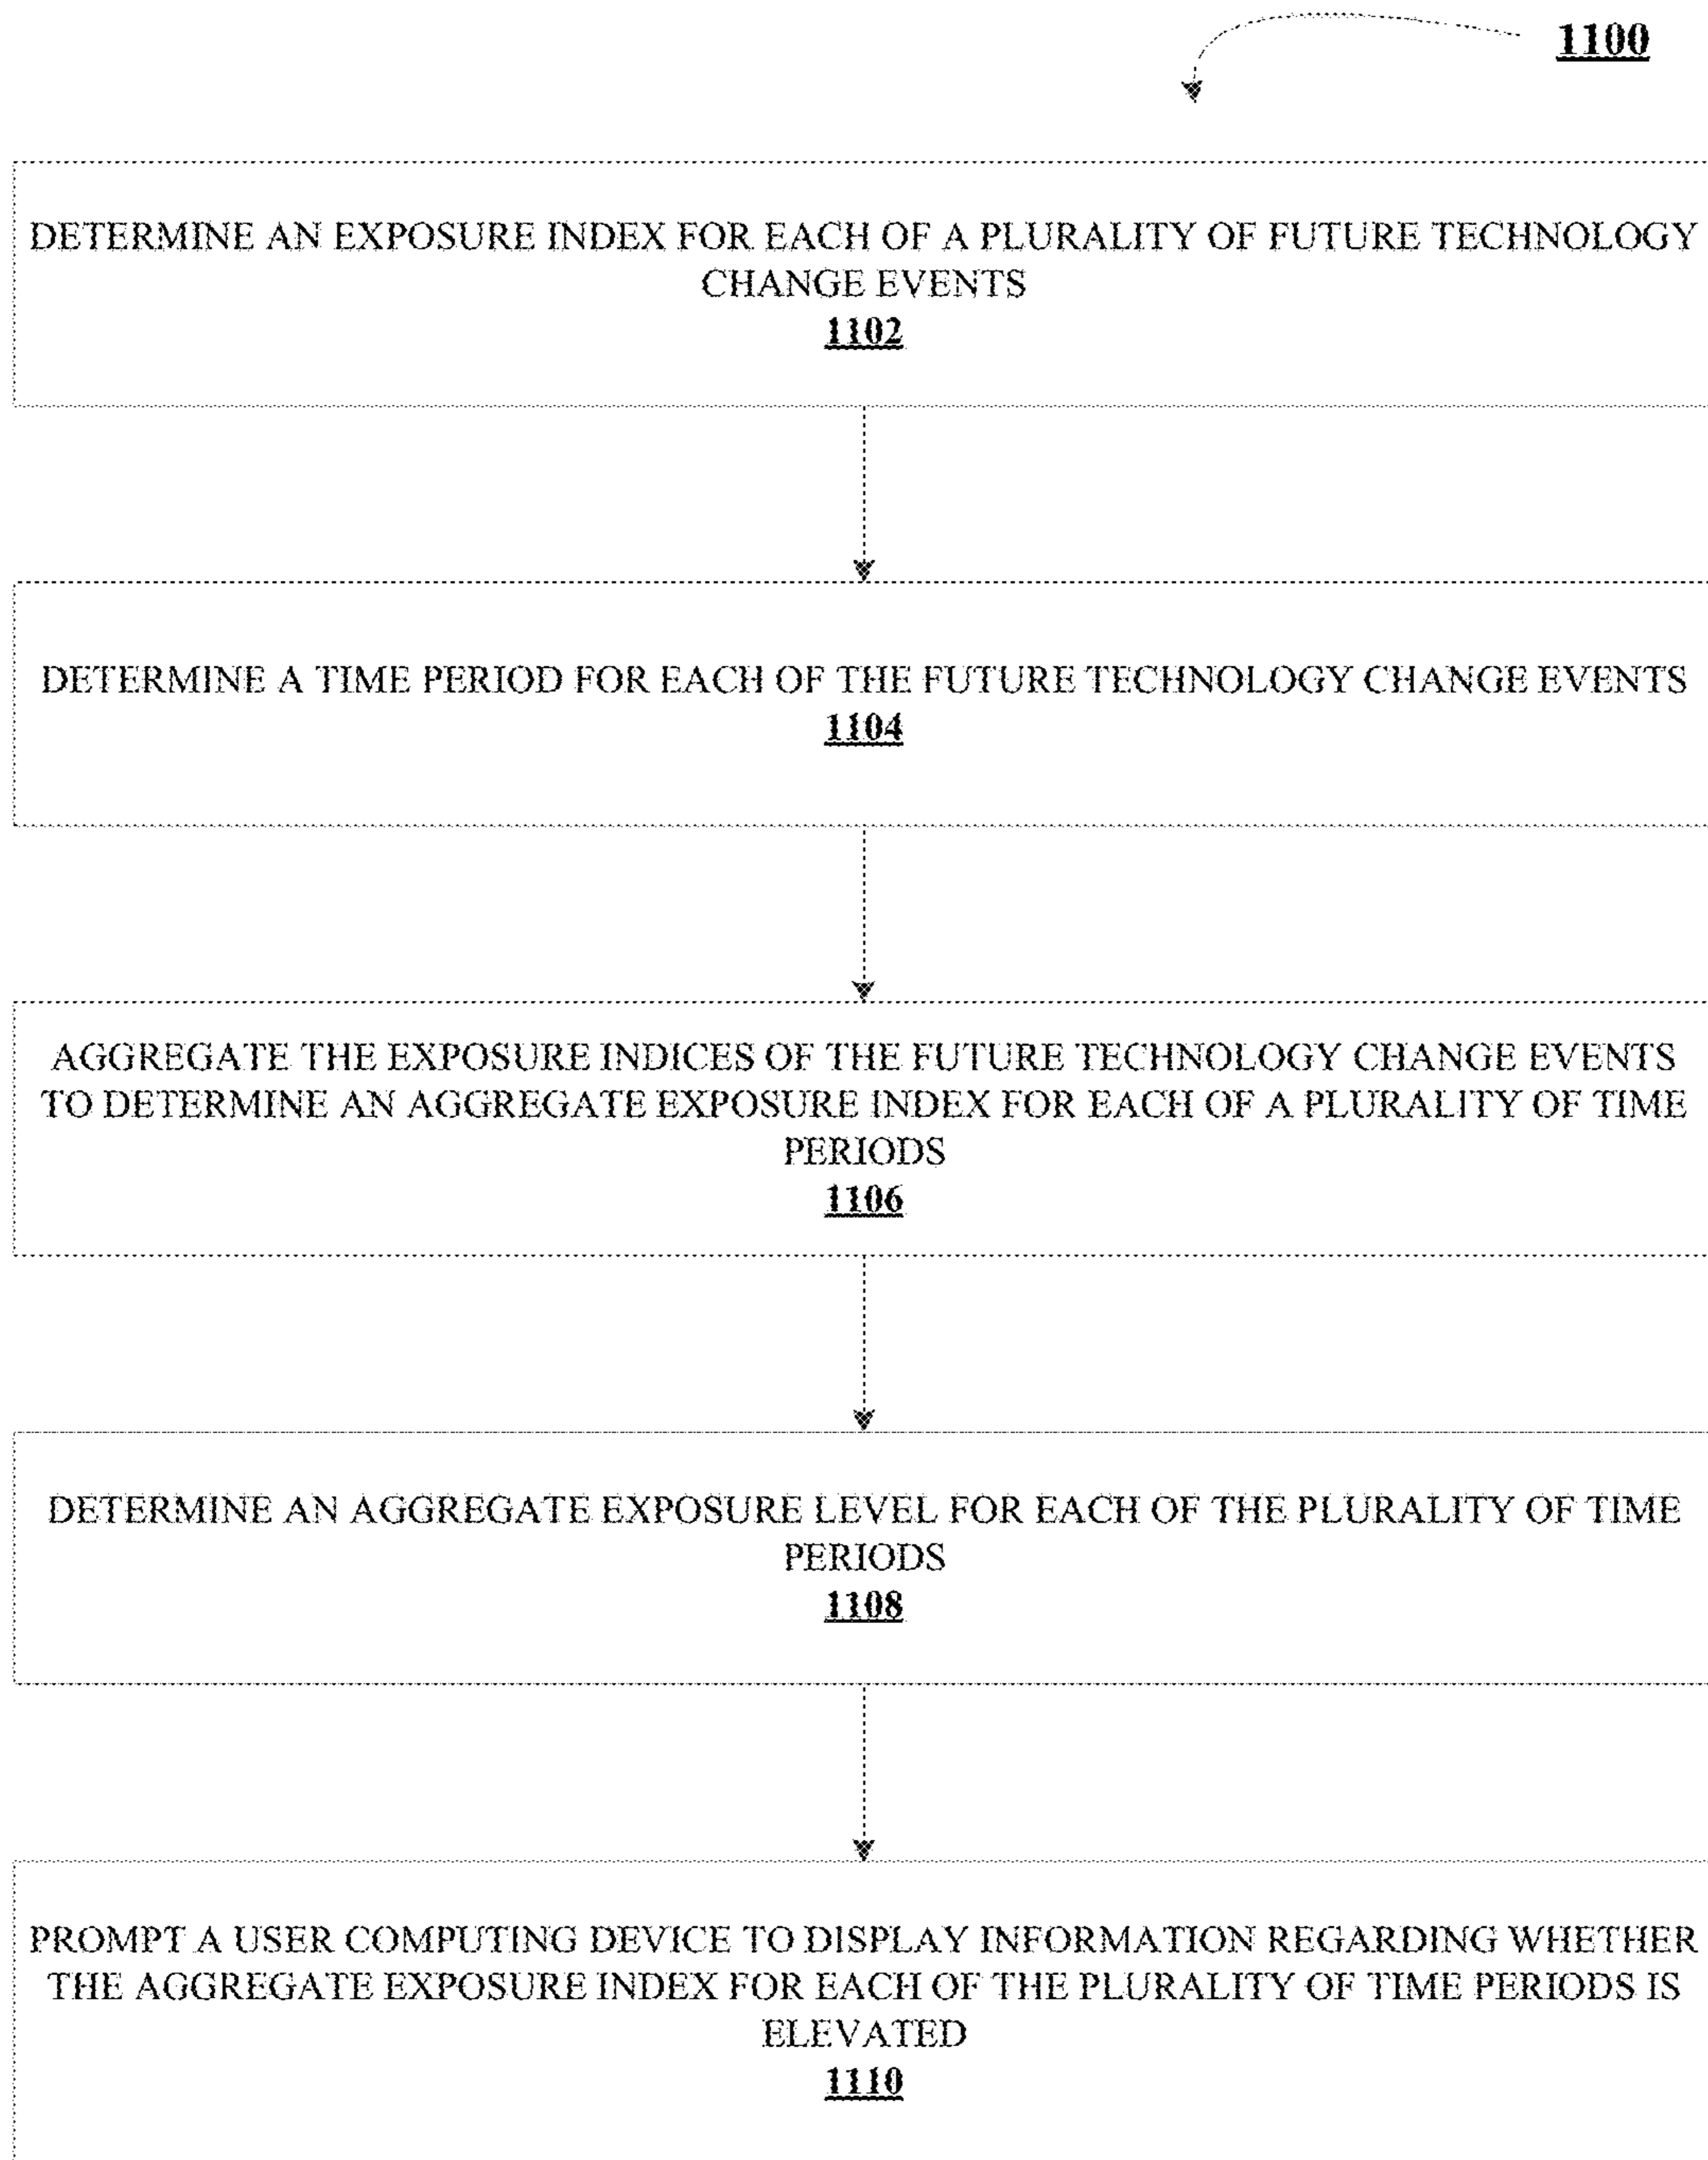 1100
DETERMINE AN EXPOSURE INDEX FOR EACH OF A PLURALITY OF FUTURE TECHNOLOGY
CHANGE EVENTS
1102
DETERMINE A TIME PERIOD FOR EACH OF THE FUTURE TECHNOLOGY CHANGE EVENTS
1104
AGGREGATE THE EXPOSURE INDICES OF THE FUTURE TECHNOLOGY CHANGE EVENTS
TO DETERMINE AN AGGREGATE EXPOSURE INDEX FOR EACH OF A PLURALITY OF TIME
PERIODS
1106
DETERMINE AN AGGREGATE EXPOSURE LEVEL FOR EACH OF THE PLURALITY OF TIME
PERIODS
1108
PROMPT A USER COMPUTING DEVICE TO DISPLAY INFORMATION REGARDING WHETHER
THE AGGREGATE EXPOSURE INDEX FOR EACH OF THE PLURALITY OF TIME PERIODS IS
ELEVATED
1110